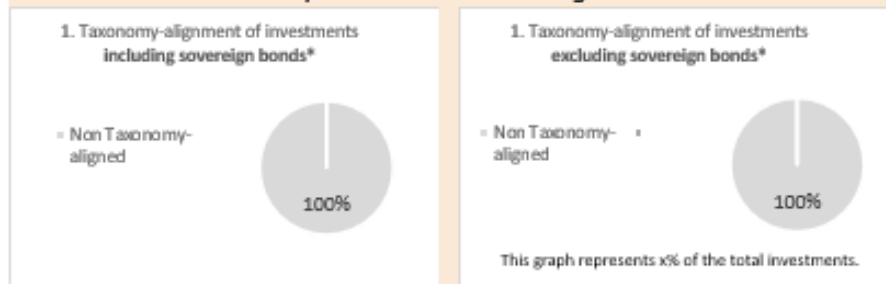 1. Taxonomy-alignment of investments
including sovereign bonds*
Non Taxonomy-
aligned
100%
1. Taxonomy-alignment of investments
excluding sovereign bonds*
Non Taxonomy-
aligned
100%
This graph represents x% of the total investments.